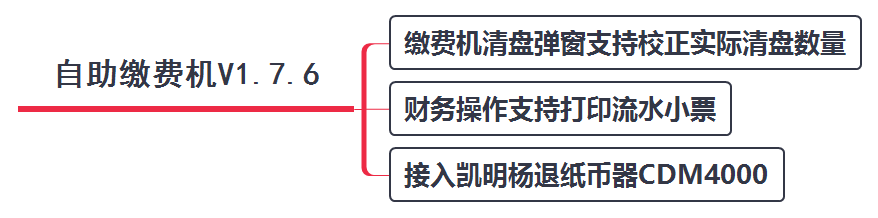 自助缴费机V1.7.6
缴费机清盘弹窗支持校正实际清盘数量
财务操作支持打印流水小票
接入凯明杨退纸币器CDM4000